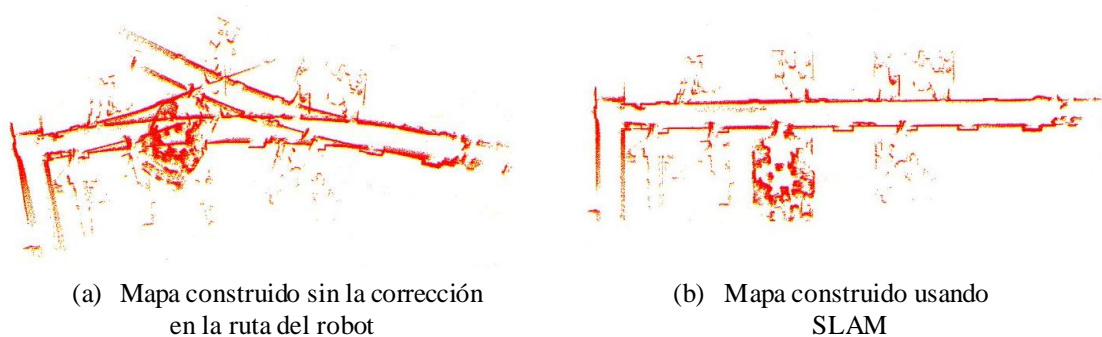 (a) Mapa construido sin la corrección
en la ruta del robot
(b) Mapa construido usando
SLAM